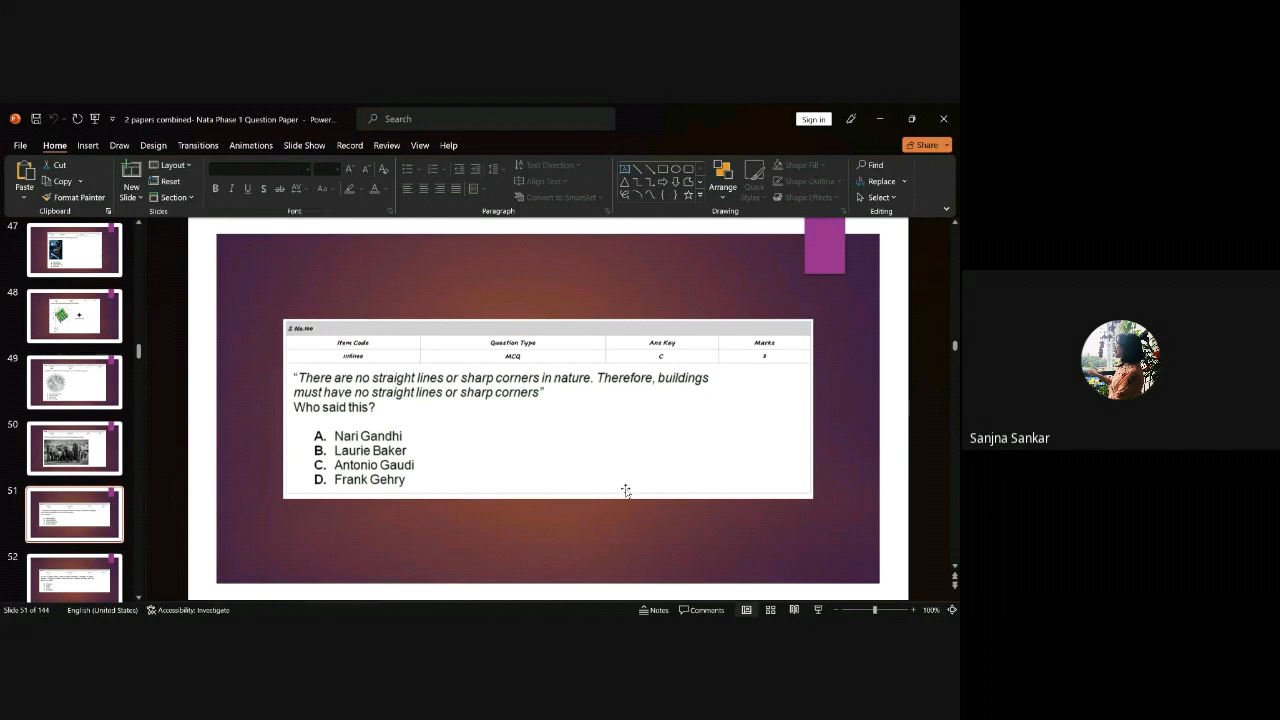 2 papers combined- Nata Phase 1 Question Paper - Power...
Search
Sign in
File Home Insert Draw Design Transitions Animations Slide Show Record Review View Help
Share
Paste
Cut
Copy
Format Painter
Clipboard
New Slide
Layout
Reset
Section
Slides
B I U S ab AV Aa A
Font
Text Direction
Align Text
Convert to SmartArt
Paragraph
Arrange
Quick Styles
Shape Fill
Shape Outline
Shape Effects
Drawing
Find
Replace
Select
Editing
47
48
49
50
51
52
S No:100
Item Code Question Type Ans Key Marks
MCQ C
"There are no straight lines or sharp corners in nature. Therefore, buildings
must have no straight lines or sharp corners"
Who said this?
A. Nari Gandhi
B. Laurie Baker
C. Antonio Gaudi
D. Frank Gehry
Sanjna Sankar
Slide 51 of 144 English (United States) Accessibility: Investigate Notes Comments 100%